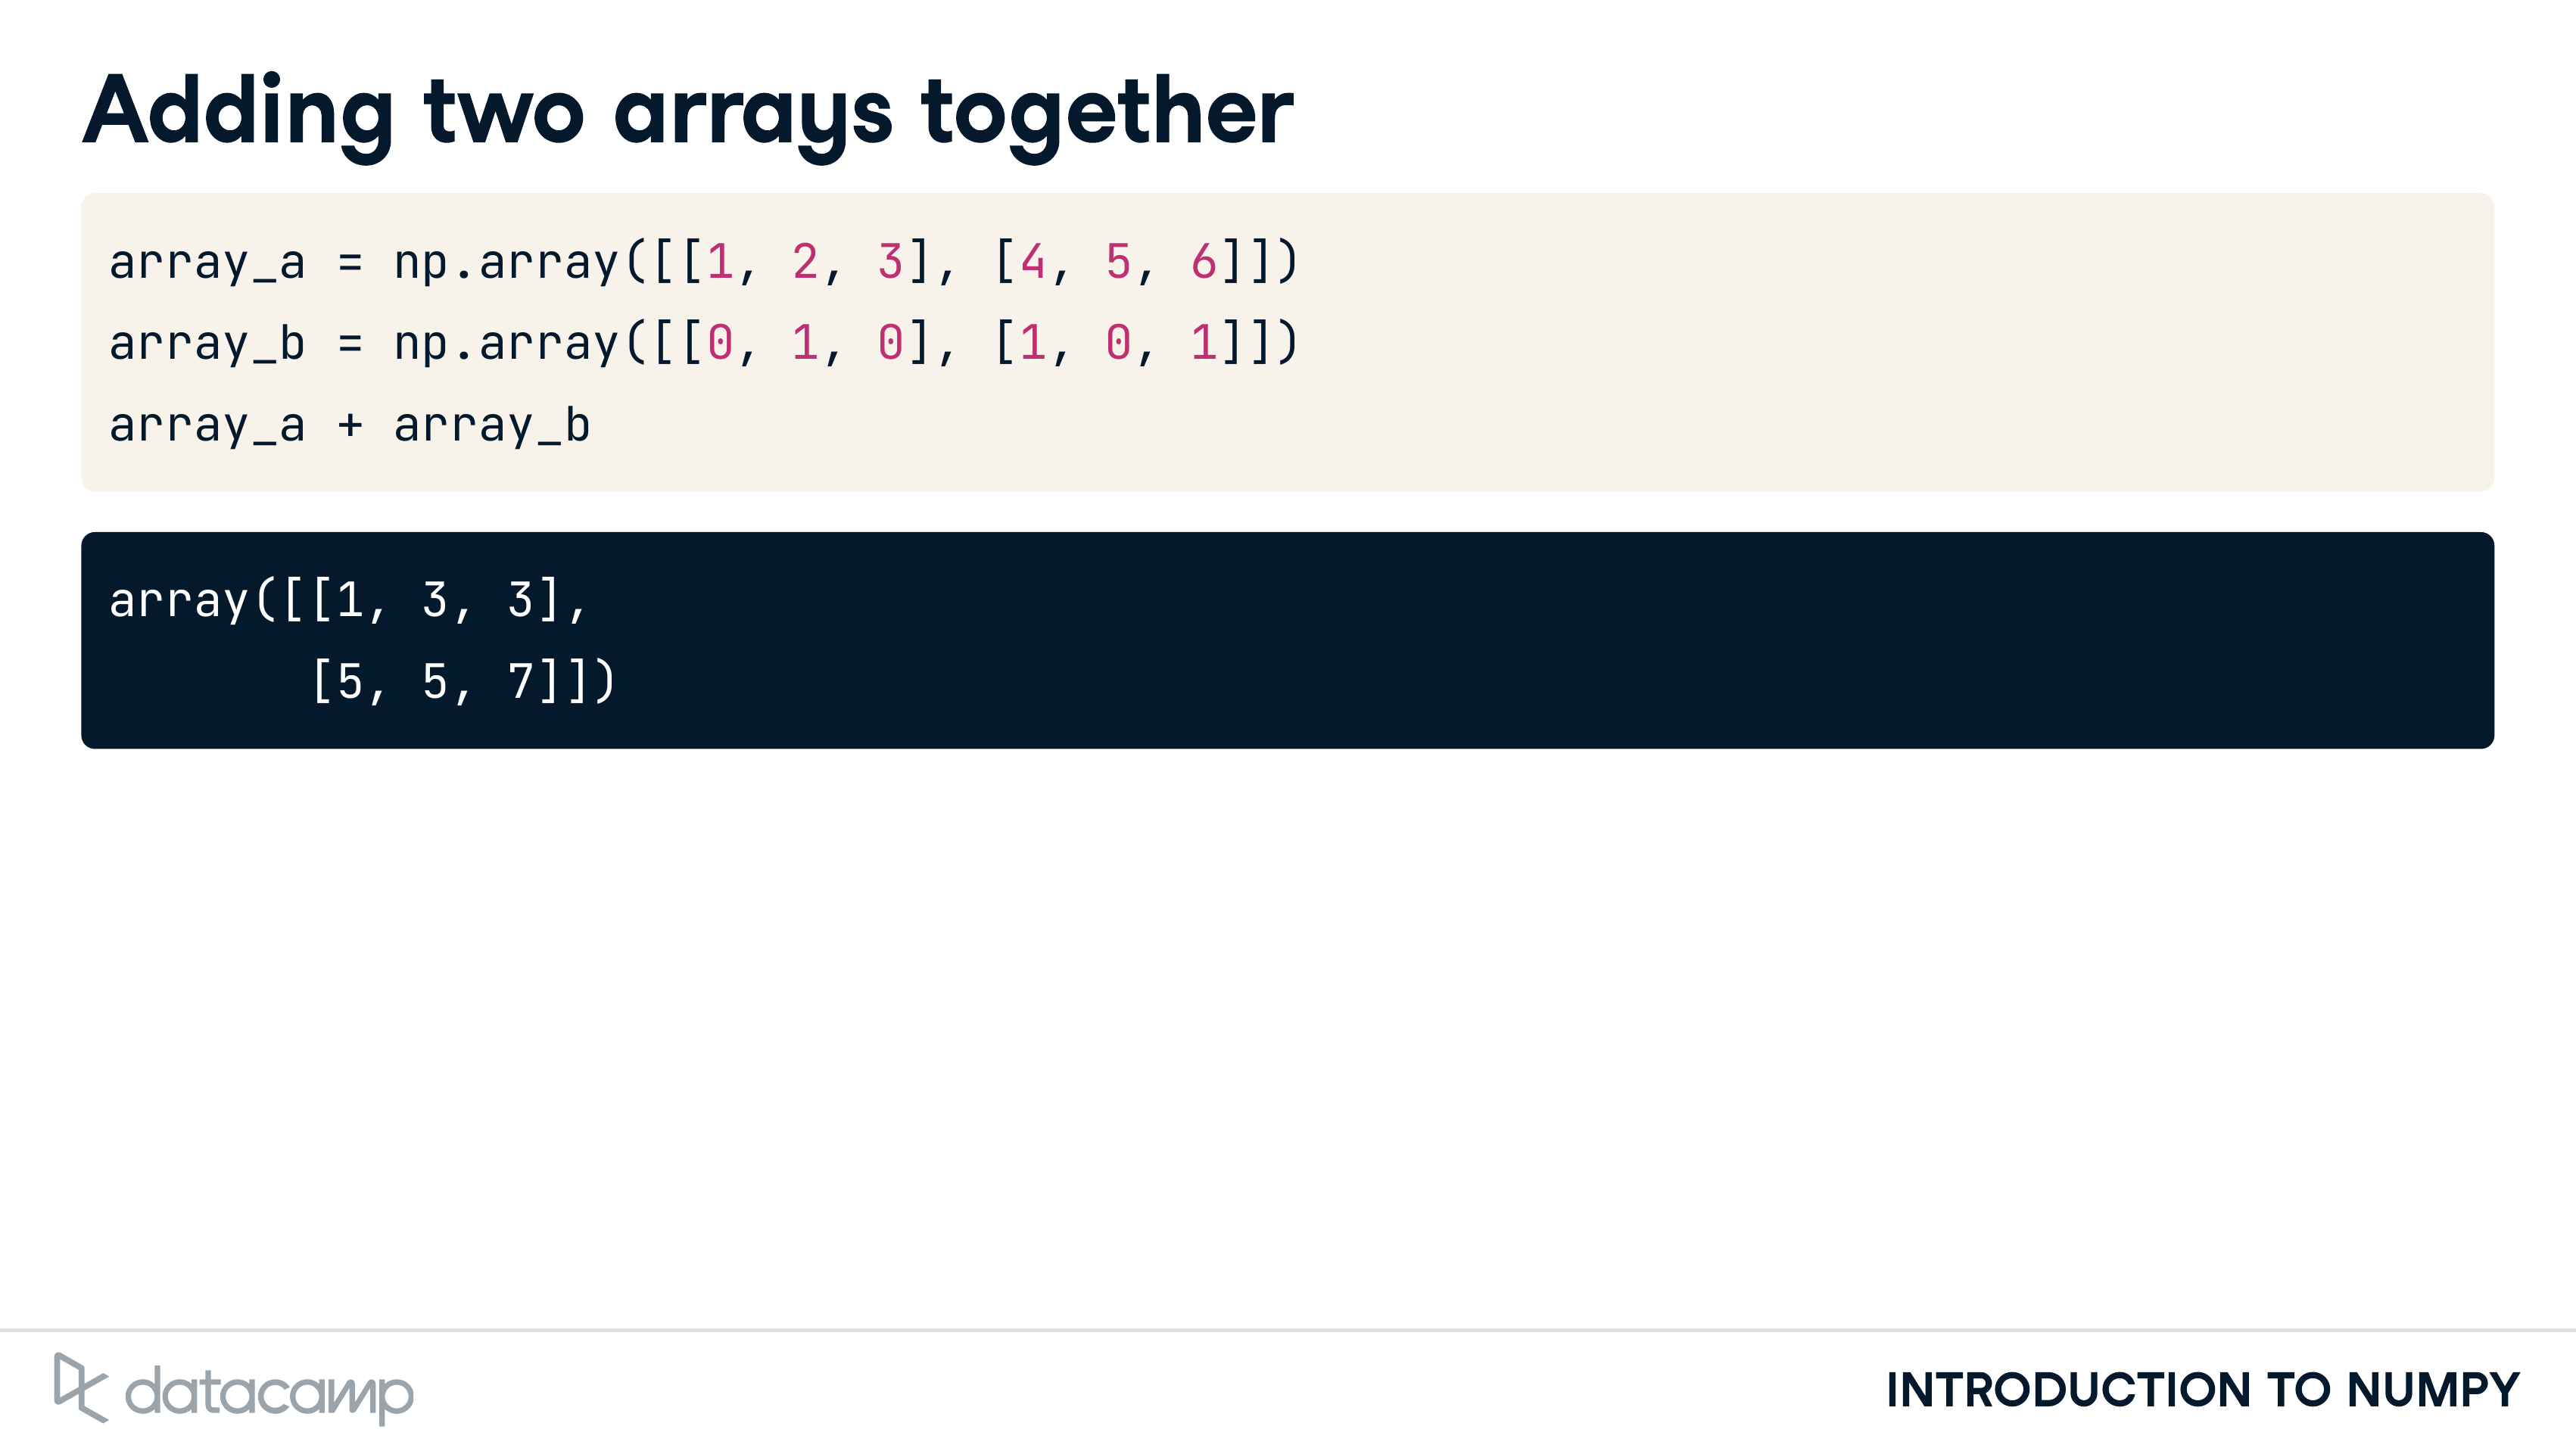 Adding two arrays together
array_a = np.array([[1, 2, 3], [4, 5, 6]])
array_b = np.array([[0, 1, 0], [1, 0, 1]])
array_a + array_b
array([[1, 3, 3],
       [5, 5, 7]])
datacamp
INTRODUCTION TO NUMPY